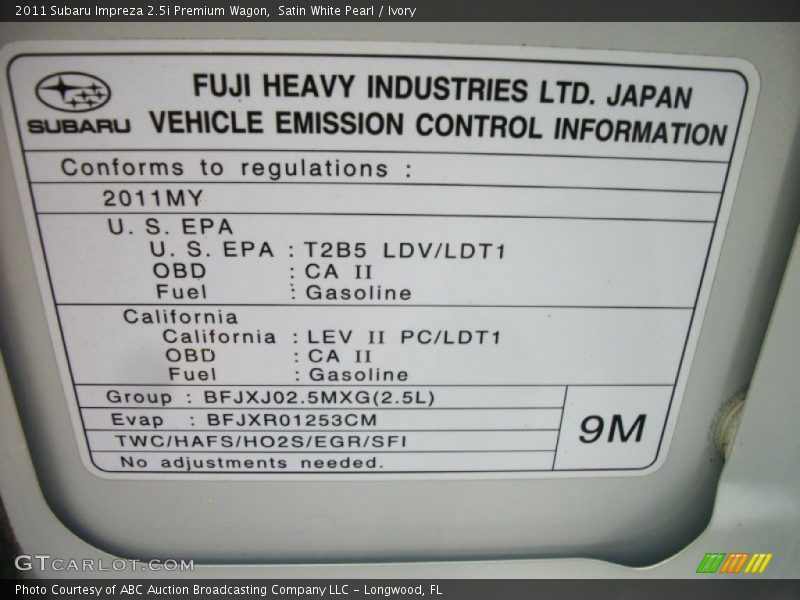 2011 Subaru Impreza 2.5i Premium Wagon, Satin White Pearl / Ivory
FUJI HEAVY INDUSTRIES LTD. JAPAN
SUBARU VEHICLE EMISSION CONTROL INFORMATION
Conforms to regulations :
2011MY
U. S. EPA
U. S. EPA : T2B5 LDV/LDT1
OBD : CA II
Fuel : Gasoline
California
California : LEV II PC/LDT1
OBD : CA II
Fuel : Gasoline
Group : BFJXJ02.5MXG(2.5L)
Evap : BFJXR01253CM
9M
TWC/HAFS/HO2S/EGR/SFI
No adjustments needed.
GTCARLOT.COM
Photo Courtesy of ABC Auction Broadcasting Company LLC - Longwood, FL